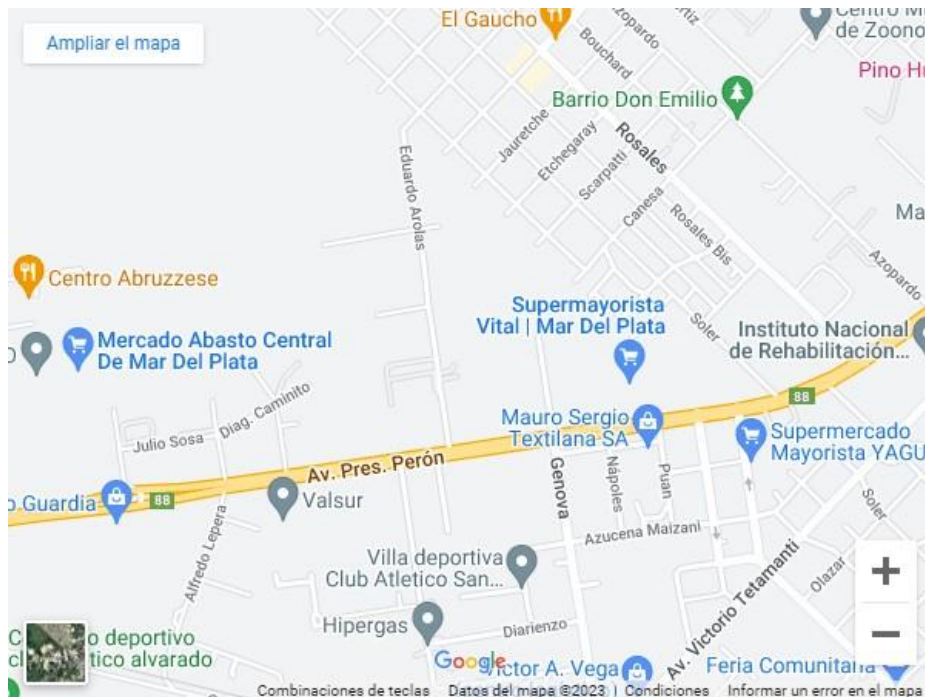 Ampliar el mapa
El Gaucho
Bouchard
Azopardo
rtiz
Centro M
de Zoono
Pino Hu
Barrio Don Emilio
Jauretche
Etchegaray
Scarpatti
Canesa
Rosales
Rosales Bis
Ma
Azopardo
Eduardo Arolas
Centro Abruzzese
Mercado Abasto Central
De Mar Del Plata
Supermayorista
Vital | Mar Del Plata
Soler
Instituto Nacional
de Rehabilitación...
88
Julio Sosa
Diag. Caminito
Mauro Sergio
Textilana SA
Supermercado
Mayorista YAGU
Av. Pres. Perón
Genova
Nápoles
Puan
o Guardia
88
Valsur
Soler
Alfredo Lepera
Azucena Maizani
Villa deportiva
Club Atletico San...
Av. Victorio Tetamanti
Olazar
Hipergas
Diarienzo
o deportivo
tico alvarado
Google
Victor A. Vega
Feria Comunitaria
Combinaciones de teclas
Datos del mapa ©2023
Condiciones
Informar un error en el mapa